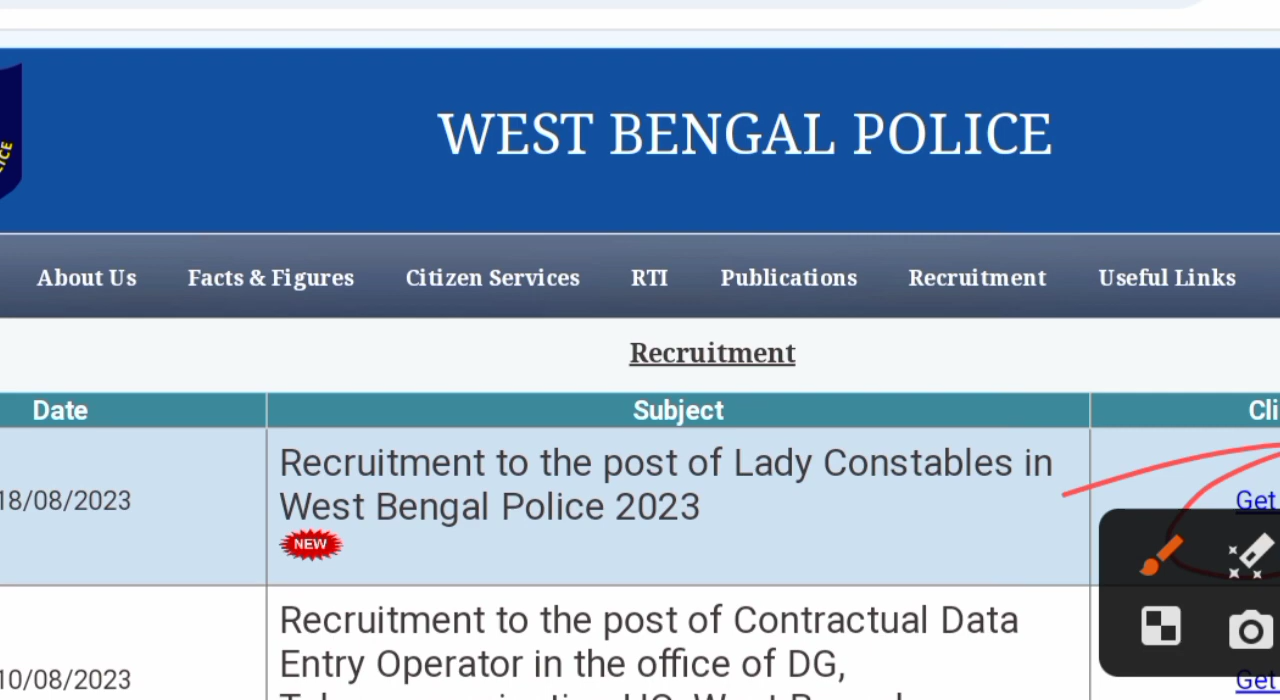 WEST BENGAL POLICE
About Us Facts & Figures Citizen Services RTI Publications Recruitment Useful Links
Recruitment
Date Subject
18/08/2023 Recruitment to the post of Lady Constables in
West Bengal Police 2023
Get
NEW
10/08/2023 Recruitment to the post of Contractual Data
Entry Operator in the office of DG,
Get